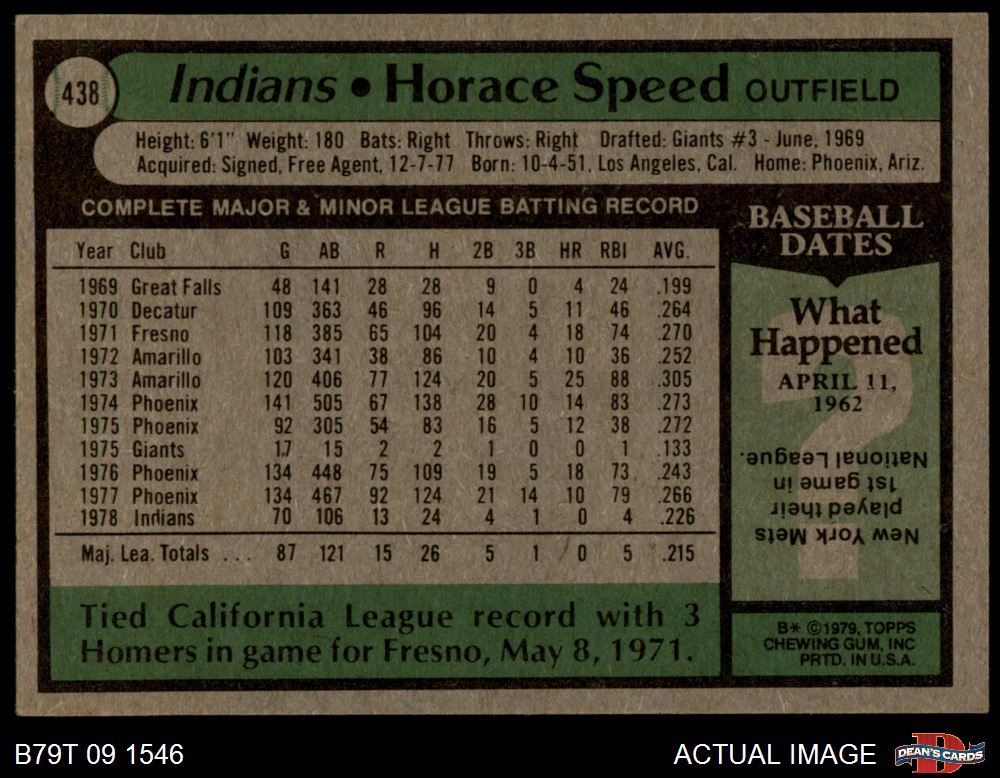 438
Indians • Horace Speed OUTFIELD
Height: 6'1" Weight: 180 Bats: Right Throws: Right Drafted: Giants #3 - June, 1969
Acquired: Signed, Free Agent, 12-7-77 Born: 10-4-51, Los Angeles, Cal. Home: Phoenix, Ariz.
COMPLETE MAJOR & MINOR LEAGUE BATTING RECORD
Year Club G AB R H 2B 3B HR RBI AVG.
1969 Great Falls 48 141 28 28 9 0 4 24 .199
1970 Decatur 109 363 46 96 14 5 11 46 .264
1971 Fresno 118 385 65 104 20 4 18 74 .270
1972 Amarillo 103 341 38 86 10 4 10 36 .252
1973 Amarillo 120 406 77 124 20 5 25 88 .305
1974 Phoenix 141 505 67 138 28 10 14 83 .273
1975 Phoenix 92 305 54 83 16 5 12 38 .272
1975 Giants 17 15 2 2 1 0 0 1 .133
1976 Phoenix 134 448 75 109 19 5 18 73 .243
1977 Phoenix 134 467 92 124 21 14 10 79 .266
1978 Indians 70 106 13 24 4 1 0 4 .226
Maj. Lea. Totals . . . 87 121 15 26 5 1 0 5 .215
Tied California League record with 3
Homers in game for Fresno, May 8, 1971.
BASEBALL
DATES
What
Happened
APRIL 11,
1962
New York Mets
played their
1st game in
National League.
B* ©1979, TOPPS
CHEWING GUM, INC
PRTD. IN U.S.A.
B79T 09 1546
ACTUAL IMAGE
DEAN'S CARDS